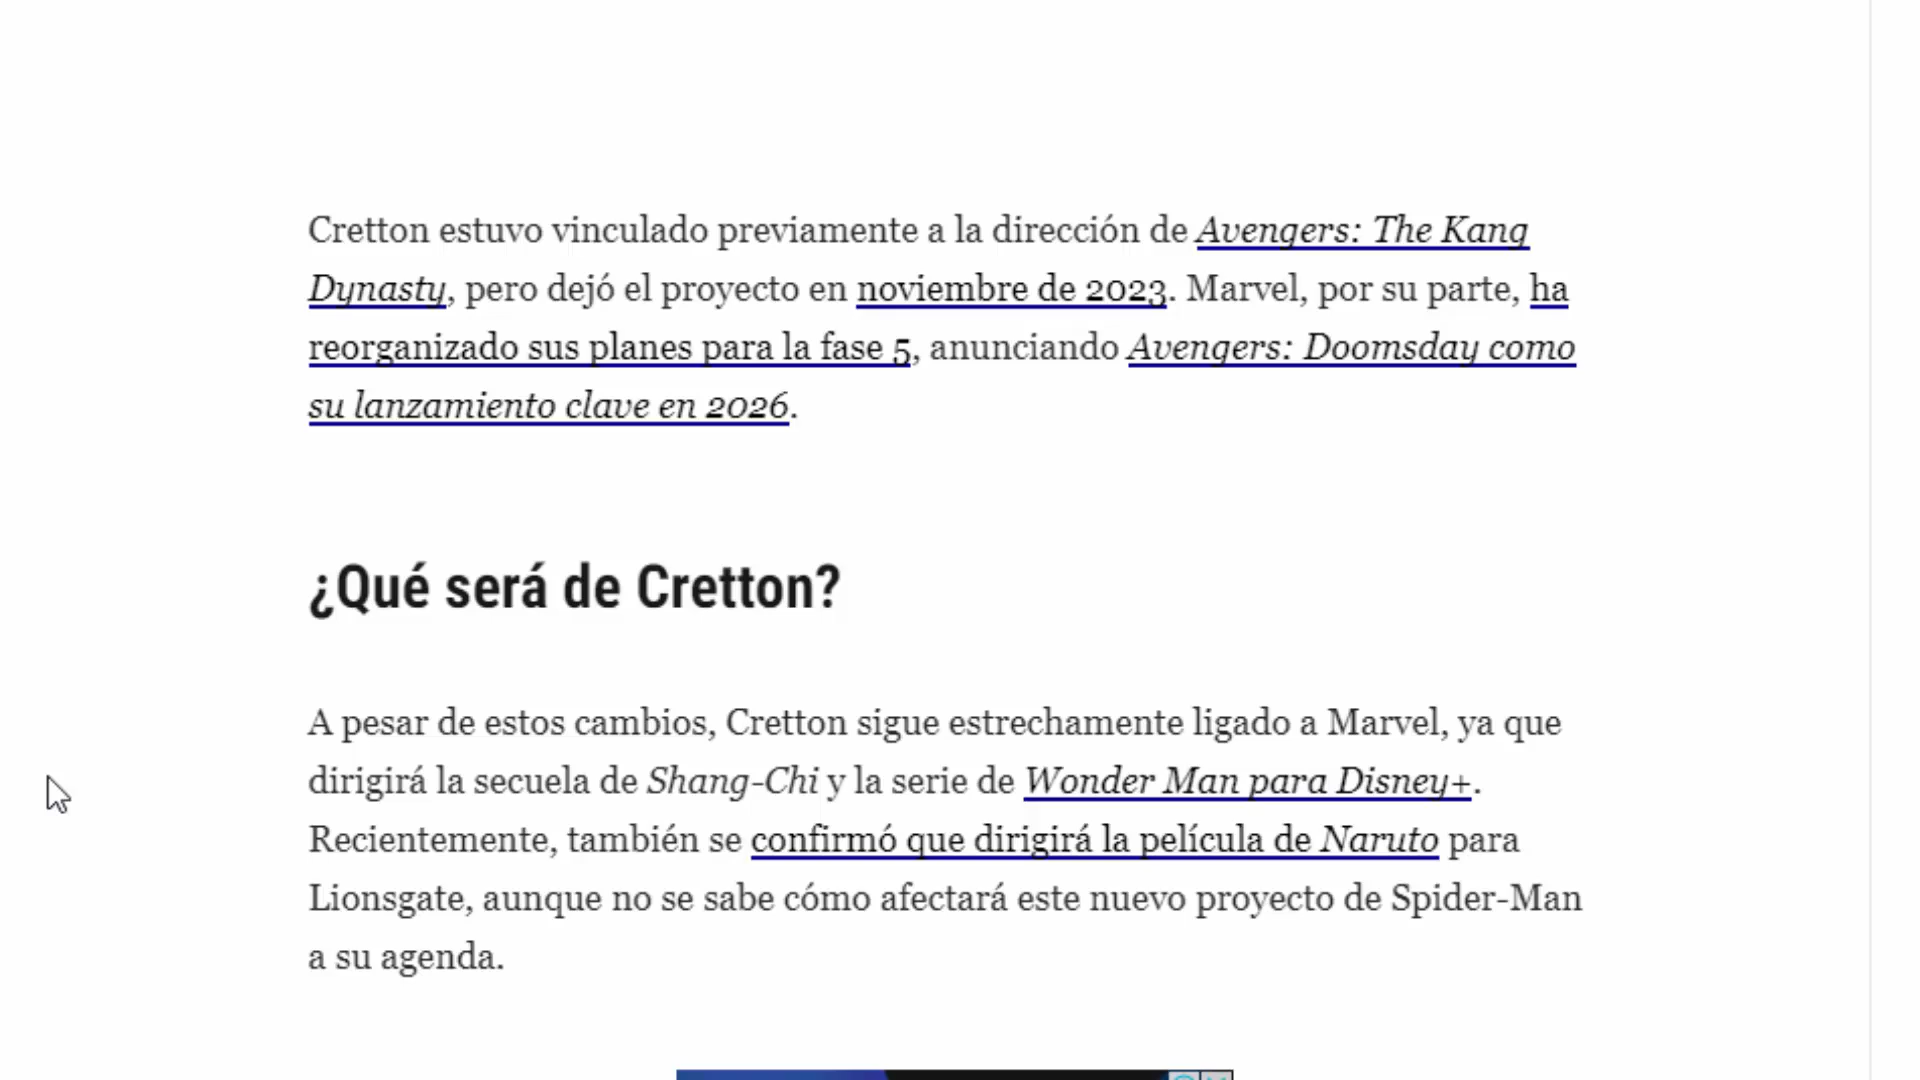 Cretton estuvo vinculado previamente a la dirección de Avengers: The Kang
Dynasty, pero dejó el proyecto en noviembre de 2023. Marvel, por su parte, ha
reorganizado sus planes para la fase 5, anunciando Avengers: Doomsday como
su lanzamiento clave en 2026.
¿Qué será de Cretton?
A pesar de estos cambios, Cretton sigue estrechamente ligado a Marvel, ya que
dirigirá la secuela de Shang-Chi y la serie de Wonder Man para Disney+.
Recientemente, también se confirmó que dirigirá la película de Naruto para
Lionsgate, aunque no se sabe cómo afectará este nuevo proyecto de Spider-Man
a su agenda.